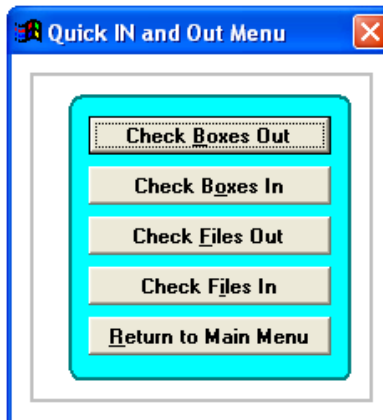 Quick IN and Out Menu
Check Boxes Out
Check Boxes In
Check Files Out
Check Files In
Return to Main Menu